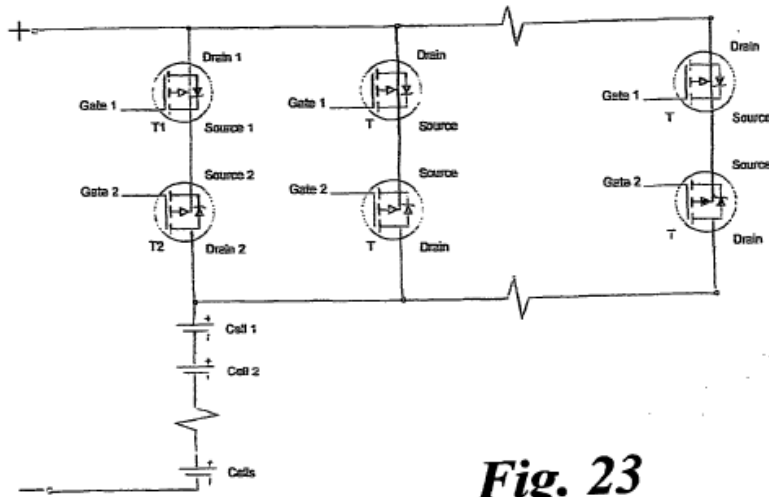 +
Drain 1
Drain
Drain
Gate 1
Gate 1
Gate 1
T1
Source 1
T
Source
T
Source
Source 2
Source
Source
Gate 2
Gate 2
Gate 2
T2
Drain 2
T
Drain
T
Drain
+
Cell 1
+
Cell 2
+
Cells
−
Fig. 23